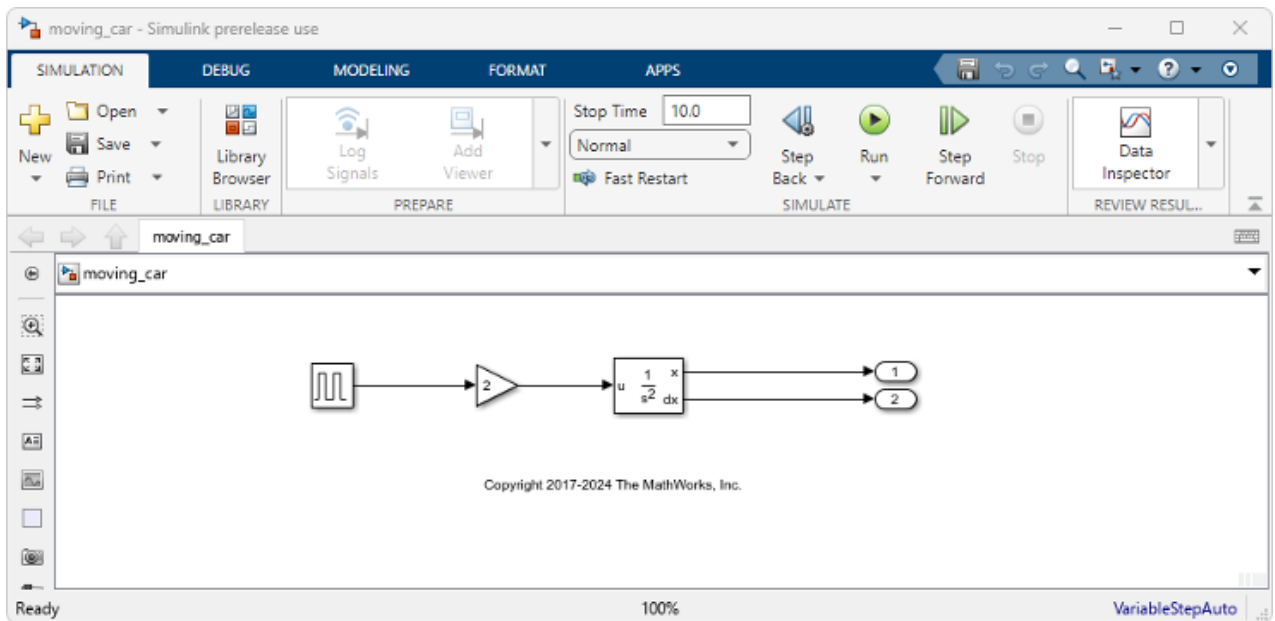 moving_car - Simulink prerelease use
SIMULATION DEBUG MODELING FORMAT APPS
New
Open
Save
Print
FILE
Library
Browser
LIBRARY
Log
Signals
Add
Viewer
PREPARE
Stop Time 10.0
Normal
Fast Restart
Step
Back
Run
Step
Forward
Stop
SIMULATE
Data
Inspector
REVIEW RESUL...
moving_car
moving_car
2
u
1
s2
x
dx
1
2
Copyright 2017-2024 The MathWorks, Inc.
Ready 100% VariableStepAuto